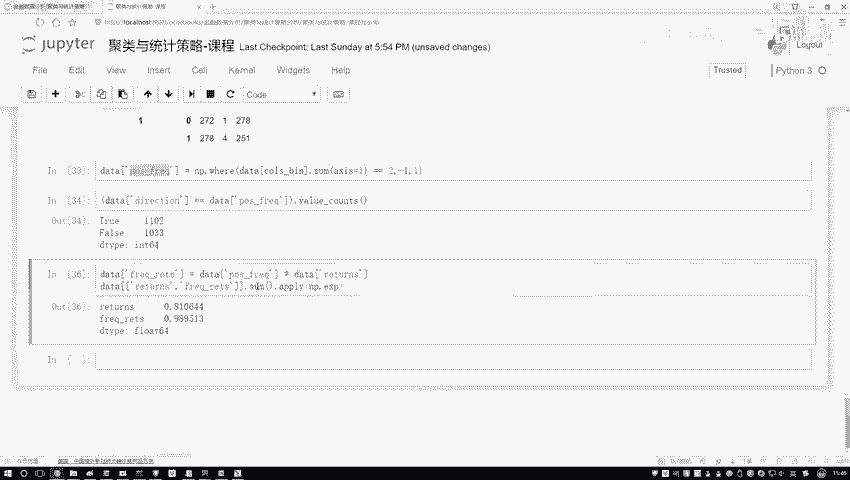 jupyter 聚类与统计策略-课程 Last Checkpoint: Last Sunday at 5:54 PM (unsaved changes)
Logout
File Edit View Insert Cell Kernel Widgets Help
Trusted
Python 3
Code
1 0 272 1 278
1 278 4 251
In [33]: data['pos_freq'] = np.where(data[cols_bin].sum(axis=1) == 2,-1,1)
In [34]: (data['direction'] == data['pos_freq']).value_counts()
Out[34]: True 1102
False 1033
dtype: int64
In [36]: data['freq_rets'] = data['pos_freq'] * data['returns']
data[['returns','freq_rets']].sum().apply(np.exp)
Out[36]: returns 0.810644
freq_rets 0.989513
dtype: float64
In [ ]: